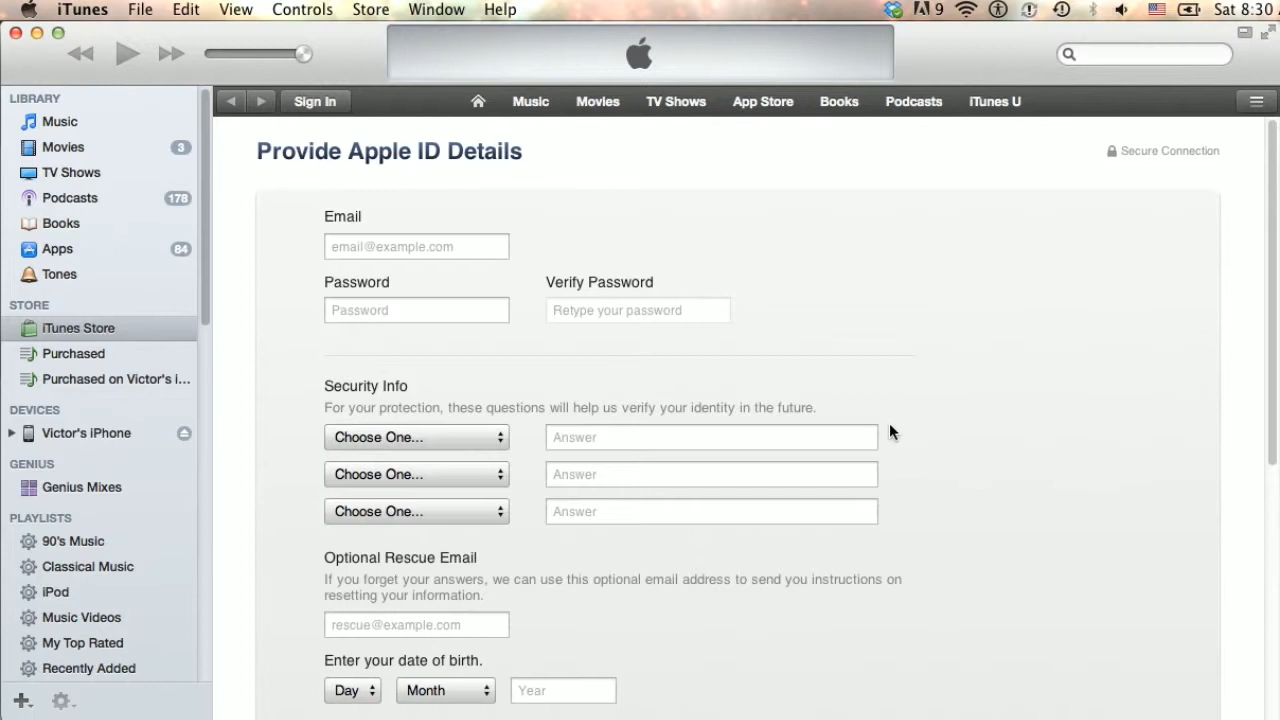 iTunes File Edit View Controls Store Window Help 9 Sat 8:30
LIBRARY
Music
Movies 3
TV Shows
Podcasts 178
Books
Apps 84
Tones
STORE
iTunes Store
Purchased
Purchased on Victor's i...
DEVICES
Victor's iPhone
GENIUS
Genius Mixes
PLAYLISTS
90's Music
Classical Music
iPod
Music Videos
My Top Rated
Recently Added
Sign In Music Movies TV Shows App Store Books Podcasts iTunes U
Provide Apple ID Details Secure Connection
Email
email@example.com
Password Verify Password
Password Retype your password
Security Info
For your protection, these questions will help us verify your identity in the future.
Choose One... Answer
Choose One... Answer
Choose One... Answer
Optional Rescue Email
If you forget your answers, we can use this optional email address to send you instructions on
resetting your information.
rescue@example.com
Enter your date of birth.
Day Month Year